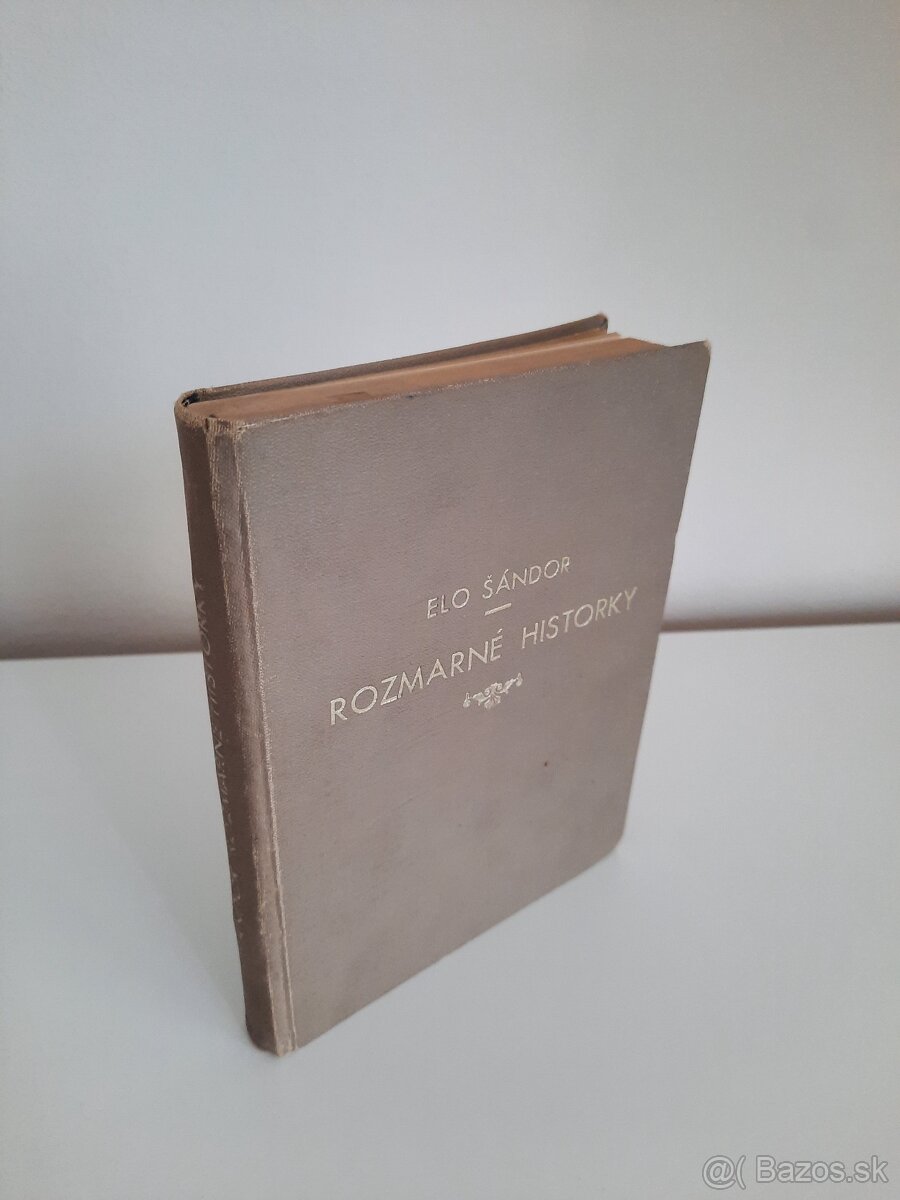 ELO ŠÁNDOR
ROZMARNÉ HISTORKY
@( Bazos.sk